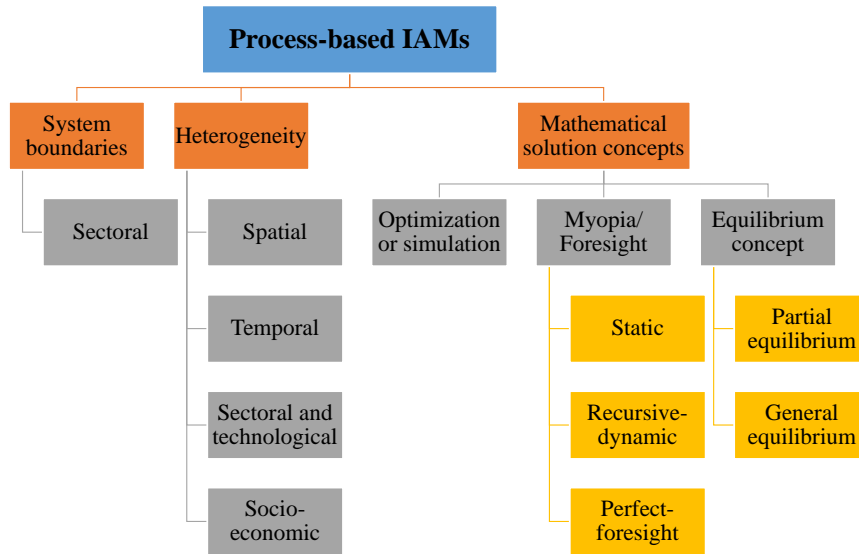 Process-based IAMs
System
boundaries
Heterogeneity
Mathematical
solution concepts
Sectoral
Spatial
Optimization
or simulation
Myopia/
Foresight
Equilibrium
concept
Temporal
Static
Partial
equilibrium
Sectoral and
technological
Recursive-
dynamic
General
equilibrium
Socio-
economic
Perfect-
foresight